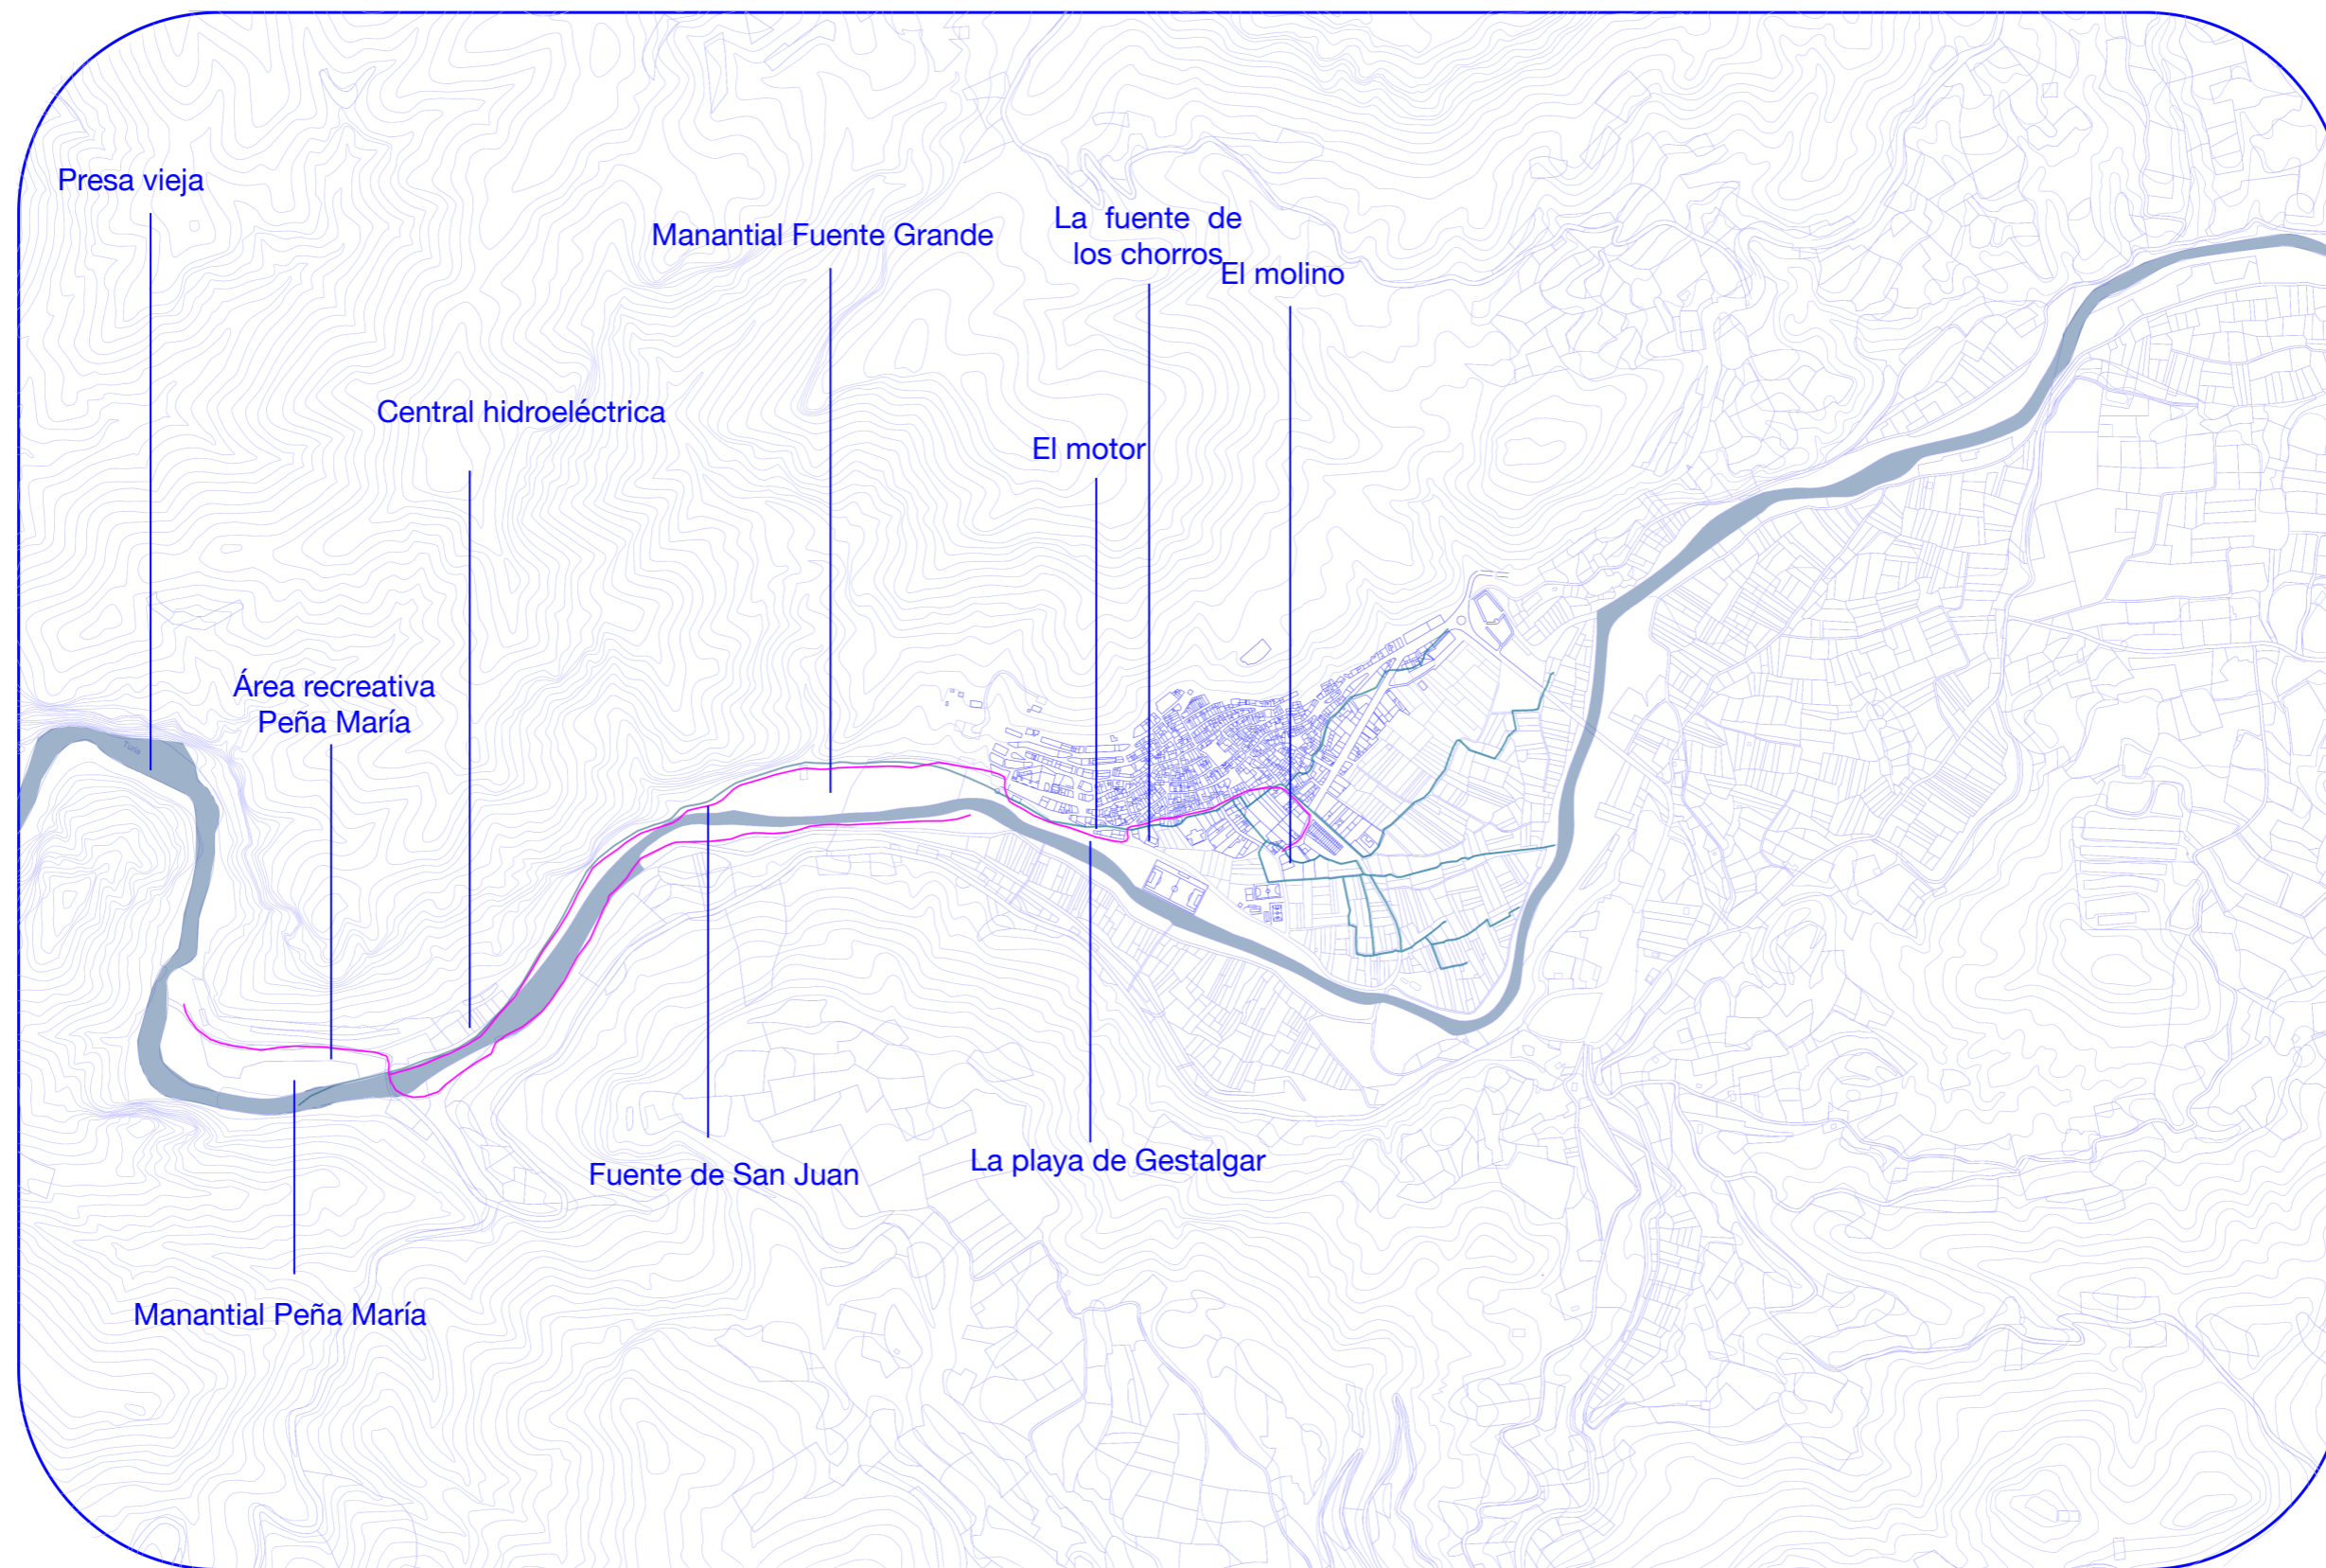 Presa vieja
Manantial Fuente Grande
La fuente de
los chorros
El molino
Central hidroeléctrica
El motor
Área recreativa
Peña María
Turia
La playa de Gestalgar
Fuente de San Juan
Manantial Peña María